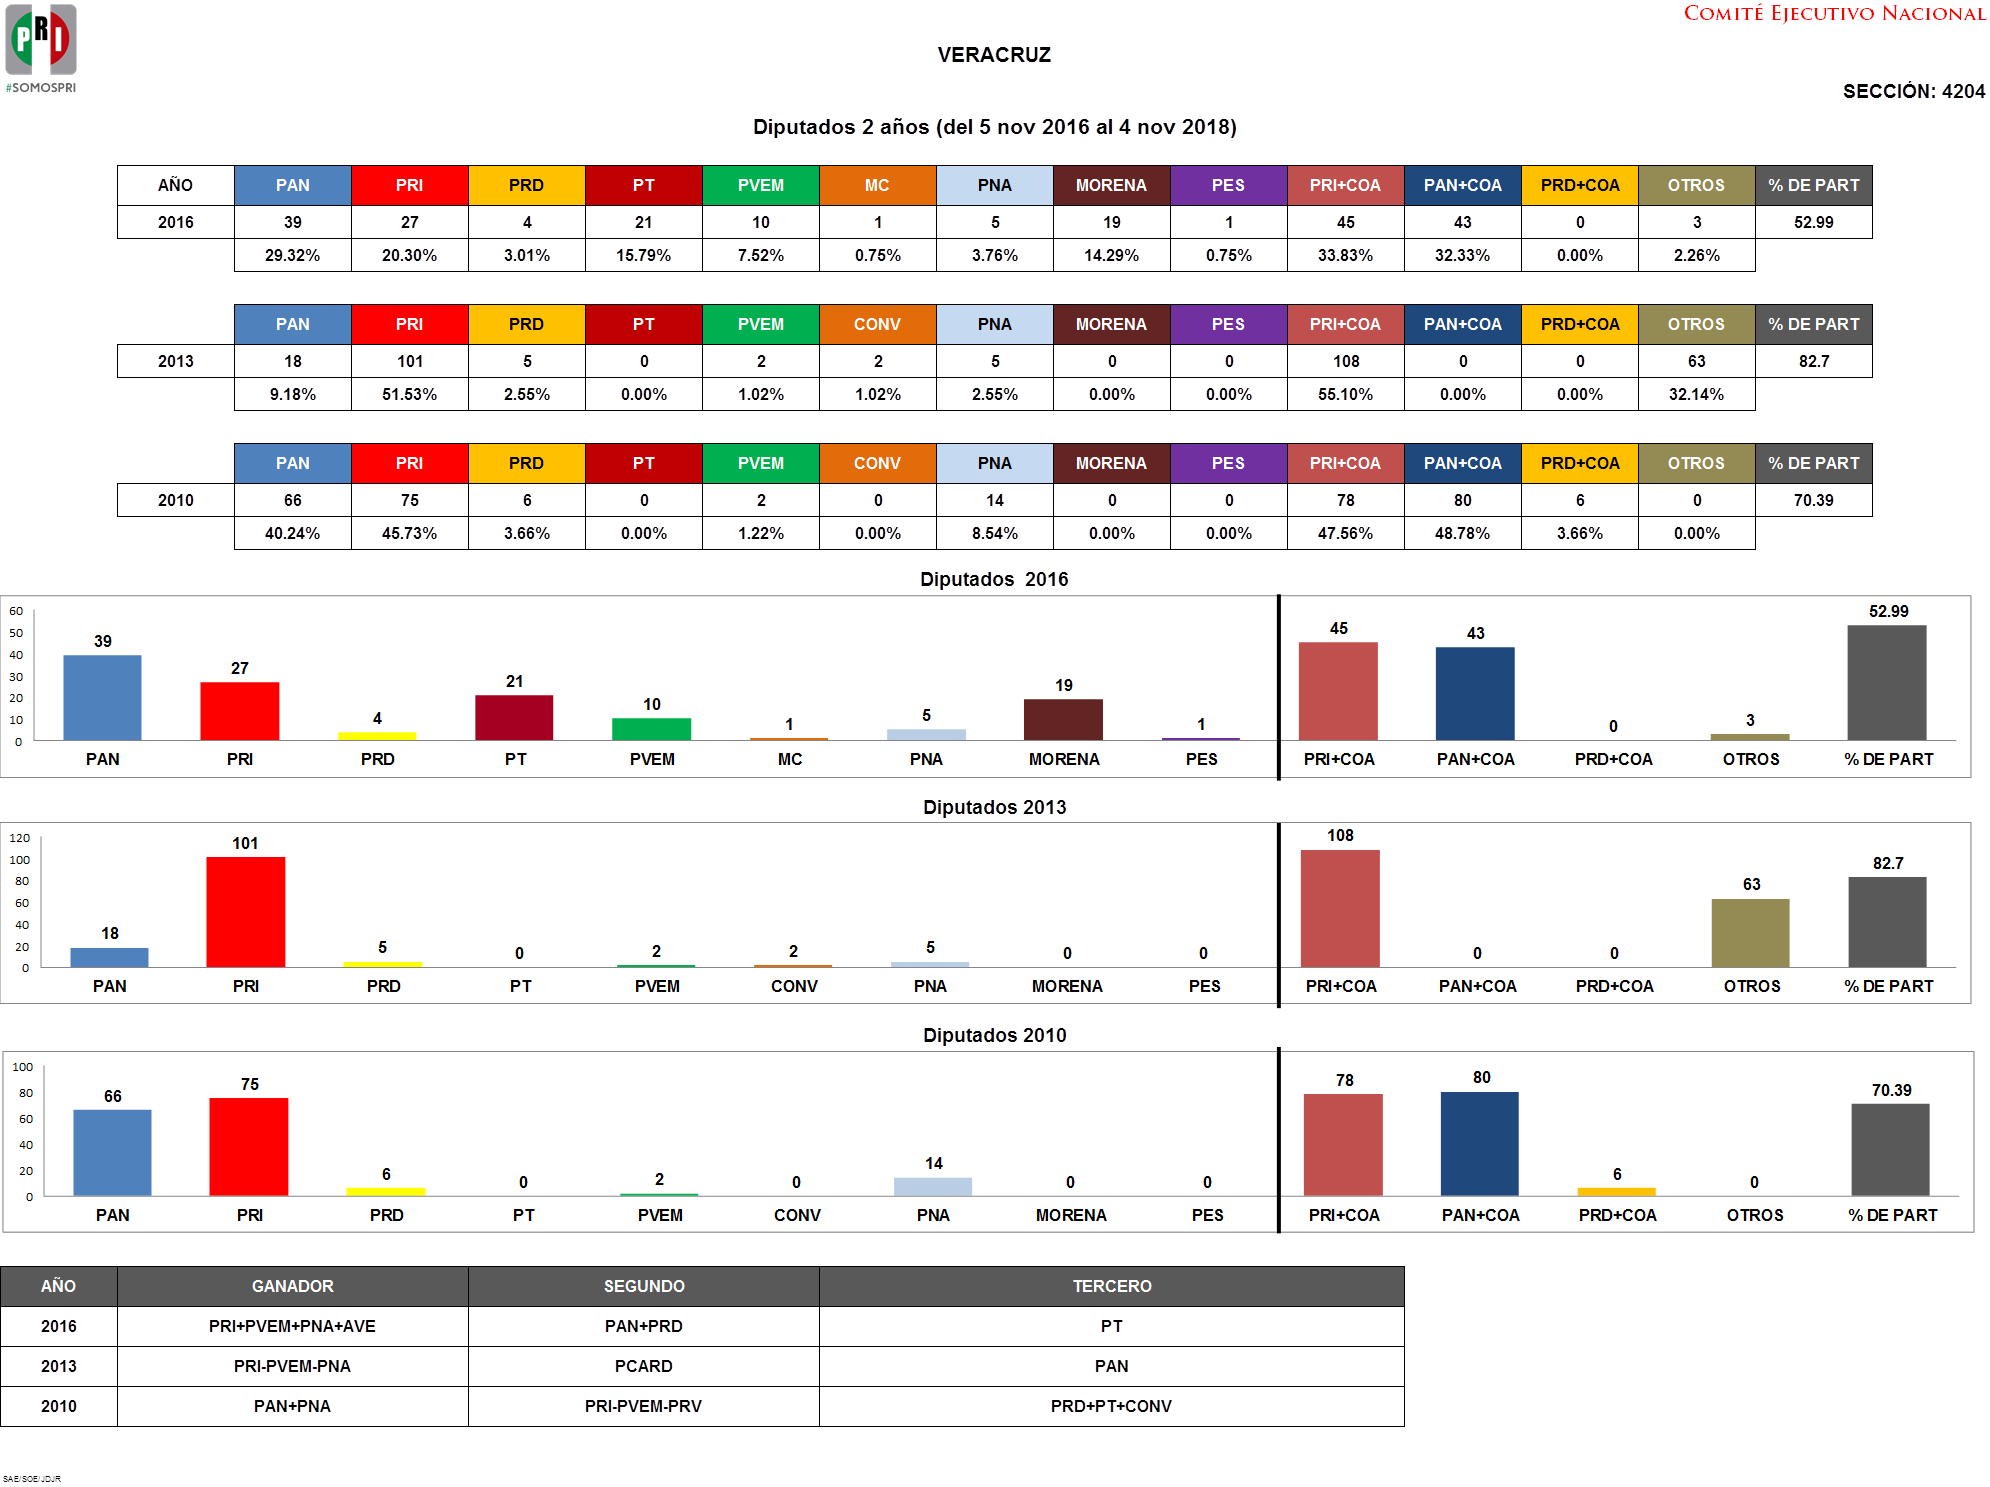 COMITÉ EJECUTIVO NACIONAL
PRI
#SOMOSPRI
VERACRUZ
SECCIÓN: 4204
Diputados 2 años (del 5 nov 2016 al 4 nov 2018)
AÑO PAN PRI PRD PT PVEM MC PNA MORENA PES PRI+COA PAN+COA PRD+COA OTROS % DE PART
2016 39 27 4 21 10 1 5 19 1 45 43 0 3 52.99
29.32% 20.30% 3.01% 15.79% 7.52% 0.75% 3.76% 14.29% 0.75% 33.83% 32.33% 0.00% 2.26%
PAN PRI PRD PT PVEM CONV PNA MORENA PES PRI+COA PAN+COA PRD+COA OTROS % DE PART
2013 18 101 5 0 2 2 5 0 0 108 0 0 63 82.7
9.18% 51.53% 2.55% 0.00% 1.02% 1.02% 2.55% 0.00% 0.00% 55.10% 0.00% 0.00% 32.14%
PAN PRI PRD PT PVEM CONV PNA MORENA PES PRI+COA PAN+COA PRD+COA OTROS % DE PART
2010 66 75 6 0 2 0 14 0 0 78 80 6 0 70.39
40.24% 45.73% 3.66% 0.00% 1.22% 0.00% 8.54% 0.00% 0.00% 47.56% 48.78% 3.66% 0.00%
Diputados 2016
60
50
40
30
20
10
0
39 27 4 21 10 1 5 19 1 45 43 0 3 52.99
PAN PRI PRD PT PVEM MC PNA MORENA PES PRI+COA PAN+COA PRD+COA OTROS % DE PART
Diputados 2013
120
100
80
60
40
20
0
18 101 5 0 2 2 5 0 0 108 0 0 63 82.7
PAN PRI PRD PT PVEM CONV PNA MORENA PES PRI+COA PAN+COA PRD+COA OTROS % DE PART
Diputados 2010
100
80
60
40
20
0
66 75 6 0 2 0 14 0 0 78 80 6 0 70.39
PAN PRI PRD PT PVEM CONV PNA MORENA PES PRI+COA PAN+COA PRD+COA OTROS % DE PART
AÑO GANADOR SEGUNDO TERCERO
2016 PRI+PVEM+PNA+AVE PAN+PRD PT
2013 PRI-PVEM-PNA PCARD PAN
2010 PAN+PNA PRI-PVEM-PRV PRD+PT+CONV
SAE/SOE/JDJR